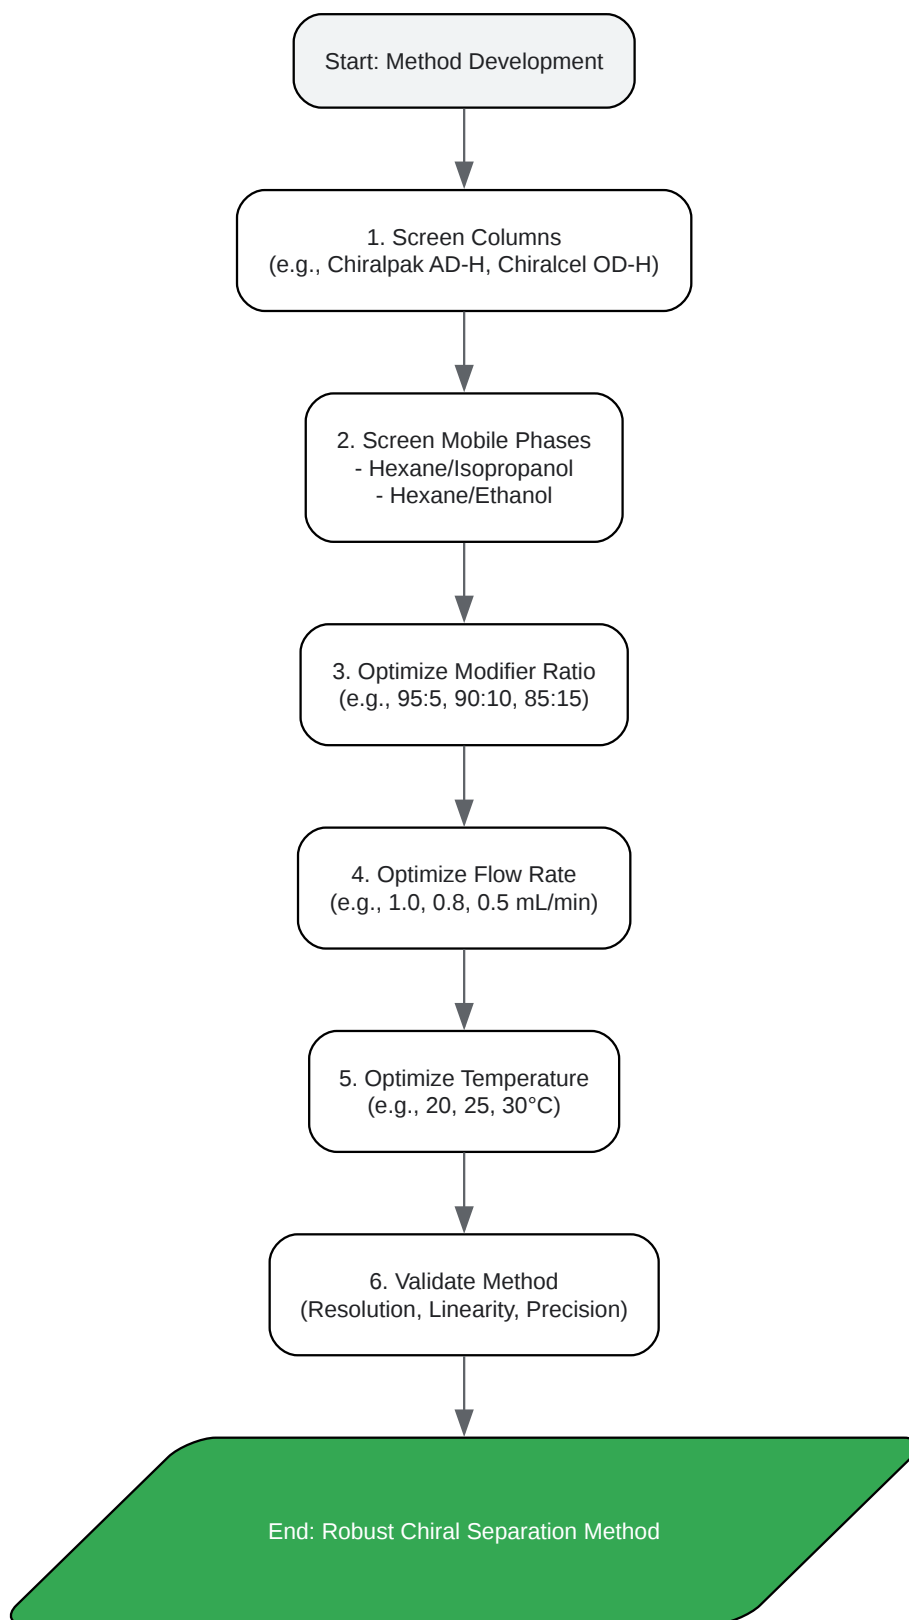 Start: Method Development
1. Screen Columns
(e.g., Chiralpak AD-H, Chiralcel OD-H)
2. Screen Mobile Phases
- Hexane/Isopropanol
- Hexane/Ethanol
3. Optimize Modifier Ratio
(e.g., 95:5, 90:10, 85:15)
4. Optimize Flow Rate
(e.g., 1.0, 0.8, 0.5 mL/min)
5. Optimize Temperature
(e.g., 20, 25, 30°C)
6. Validate Method
(Resolution, Linearity, Precision)
End: Robust Chiral Separation Method